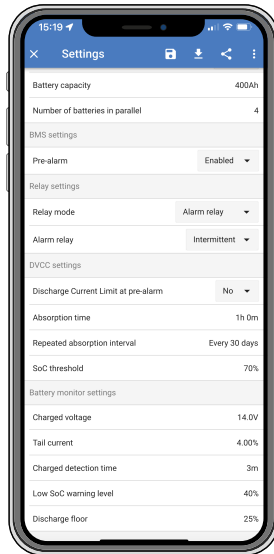 15:19
Settings
Battery capacity 400Ah
Number of batteries in parallel 4
BMS settings
Pre-alarm Enabled
Relay settings
Relay mode Alarm relay
Alarm relay Intermittent
DVCC settings
Discharge Current Limit at pre-alarm No
Absorption time 1h 0m
Repeated absorption interval Every 30 days
SoC threshold 70%
Battery monitor settings
Charged voltage 14.0V
Tail current 4.00%
Charged detection time 3m
Low SoC warning level 40%
Discharge floor 25%